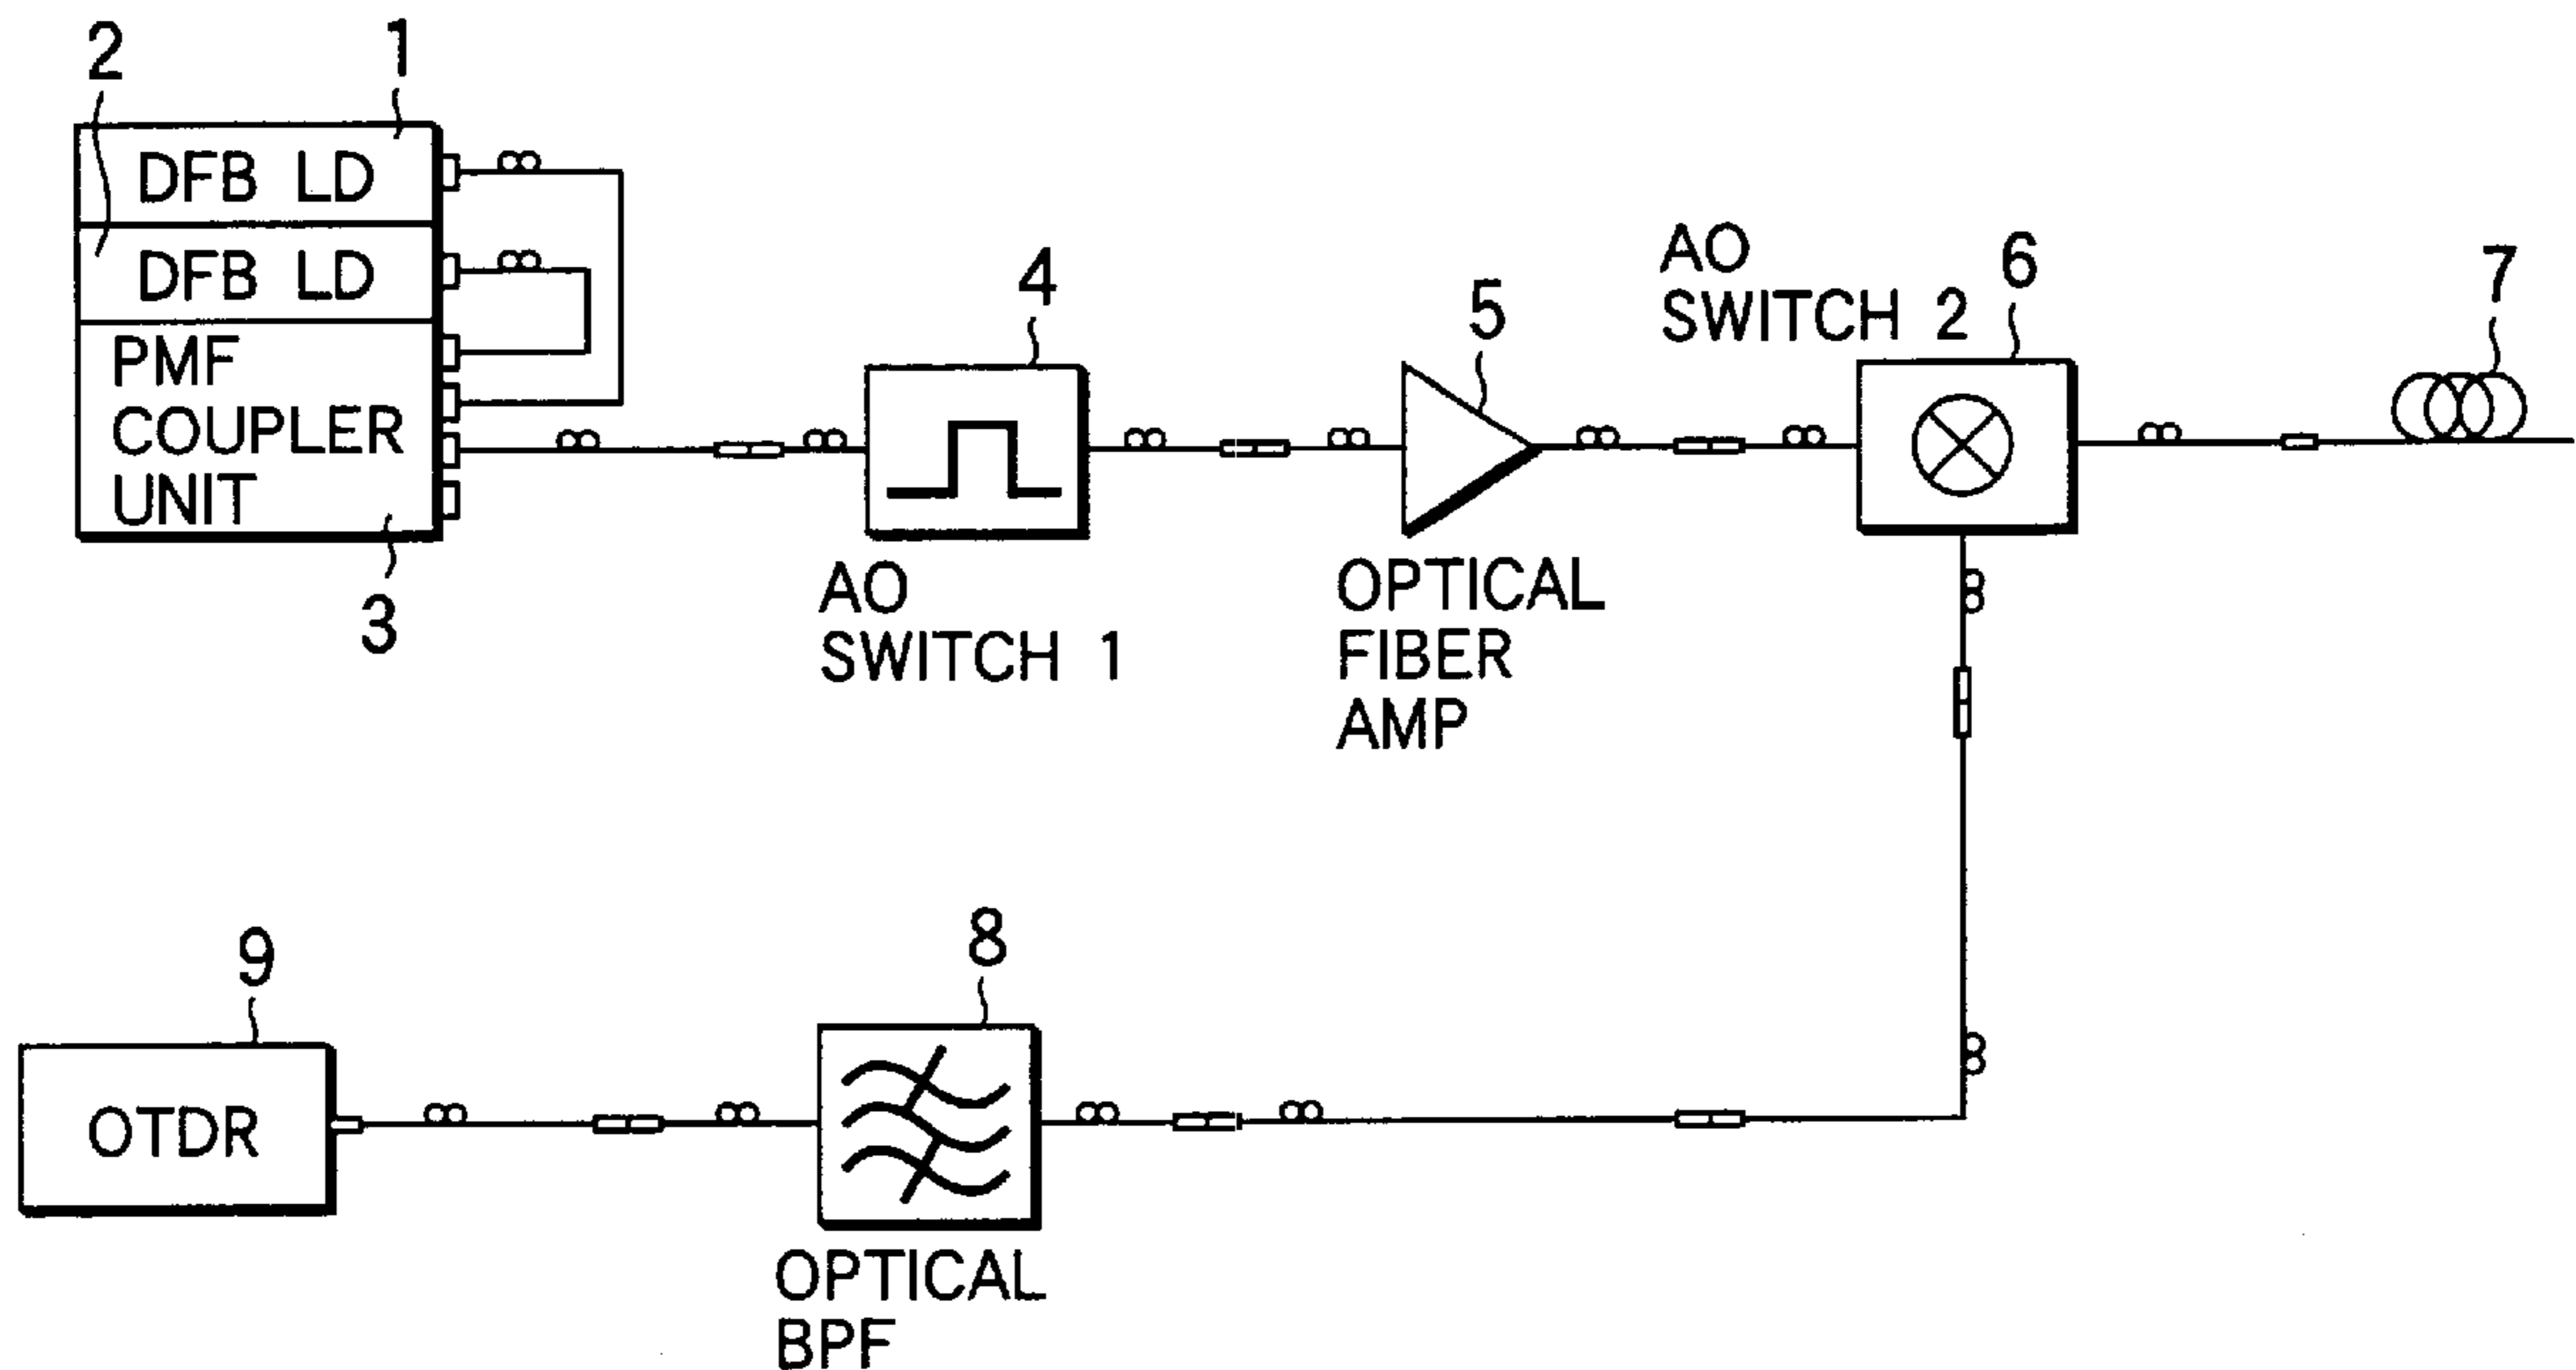 2
1
DFB LD
DFB LD
PMF
COUPLER
UNIT
3
4
AO
SWITCH 1
5
OPTICAL
FIBER
AMP
AO
SWITCH 2
6
7
9
OTDR
8
OPTICAL
BPF